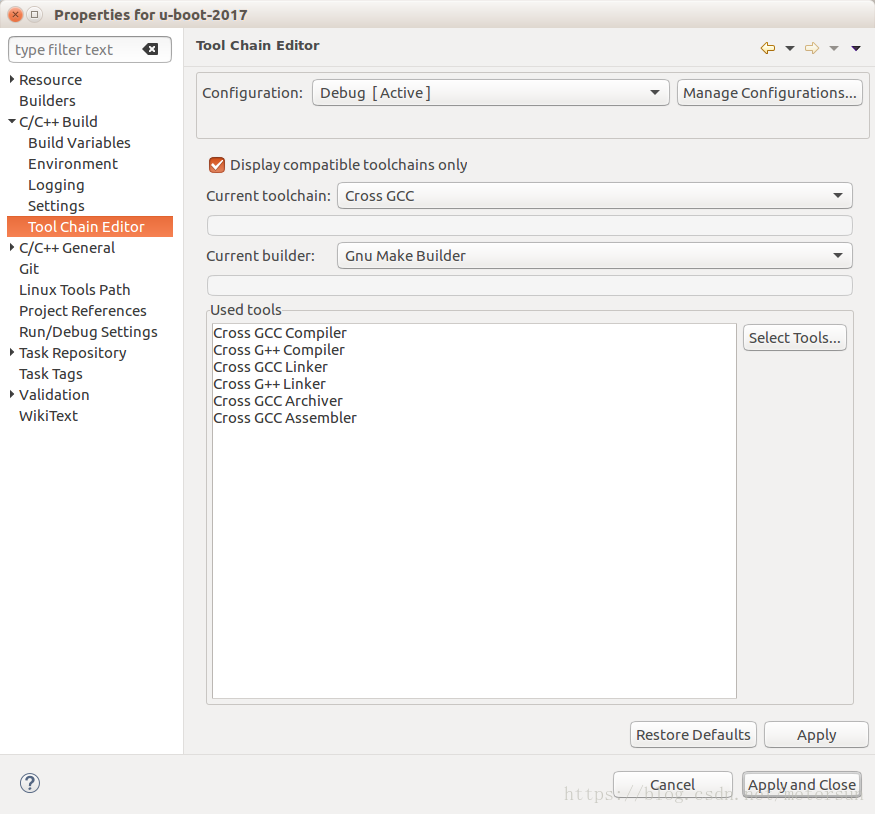 Properties for u-boot-2017
type filter text
Resource
Builders
C/C++ Build
Build Variables
Environment
Logging
Settings
Tool Chain Editor
C/C++ General
Git
Linux Tools Path
Project References
Run/Debug Settings
Task Repository
Task Tags
Validation
WikiText
Tool Chain Editor
Configuration: Debug [ Active ] Manage Configurations...
Display compatible toolchains only
Current toolchain: Cross GCC
Current builder: Gnu Make Builder
Used tools
Cross GCC Compiler
Cross G++ Compiler
Cross GCC Linker
Cross G++ Linker
Cross GCC Archiver
Cross GCC Assembler
Select Tools...
Restore Defaults Apply
? Cancel Apply and Close
https://blog.csdn.net/motorsun